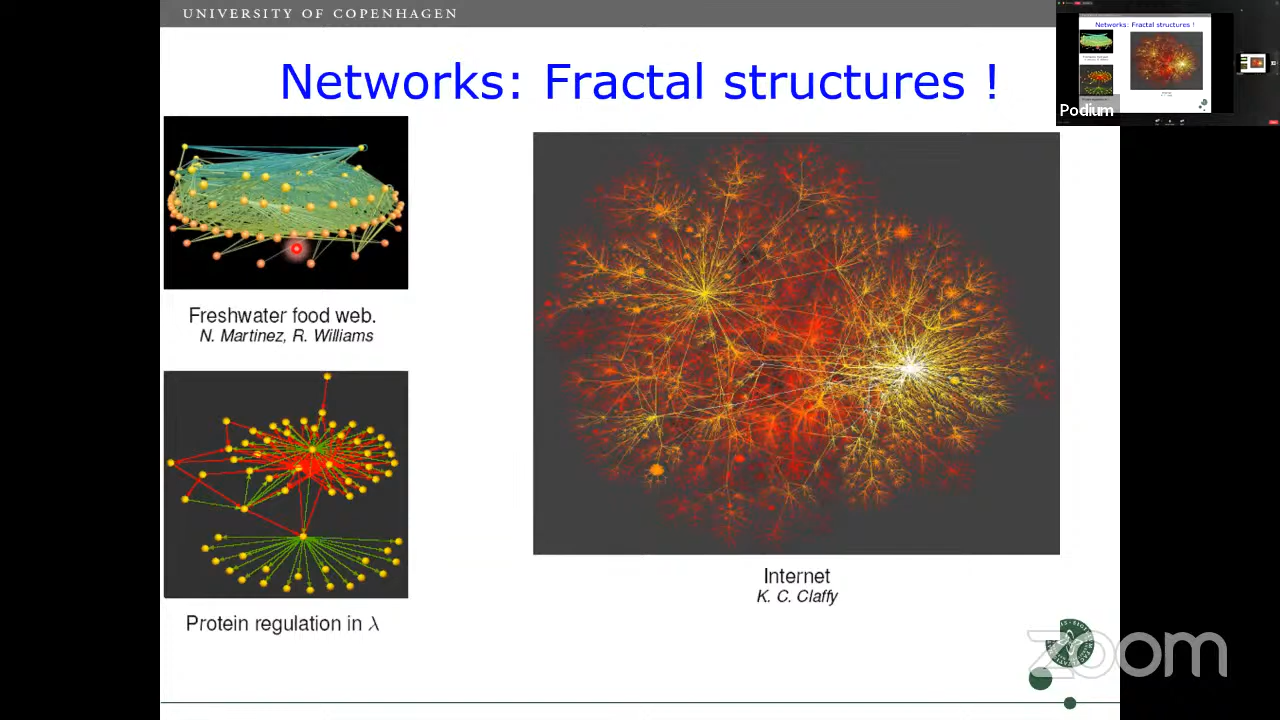 UNIVERSITY OF COPENHAGEN
Networks: Fractal structures !
Networks: Fractal structures !
Podium
Freshwater food web.
N. Martinez, R. Williams
Internet
K. C. Claffy
Protein regulation in λ
zoom